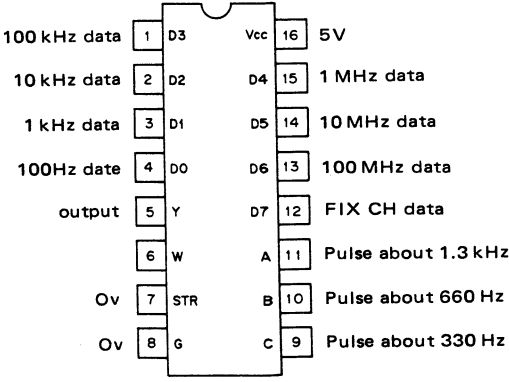 100 kHz data 1 D3 Vcc 16 5V
10 kHz data 2 D2 D4 15 1 MHz data
1 kHz data 3 D1 D5 14 10 MHz data
100Hz date 4 D0 D6 13 100 MHz data
output 5 Y D7 12 FIX CH data
6 W A 11 Pulse about 1.3 kHz
Ov 7 STR B 10 Pulse about 660 Hz
Ov 8 G C 9 Pulse about 330 Hz